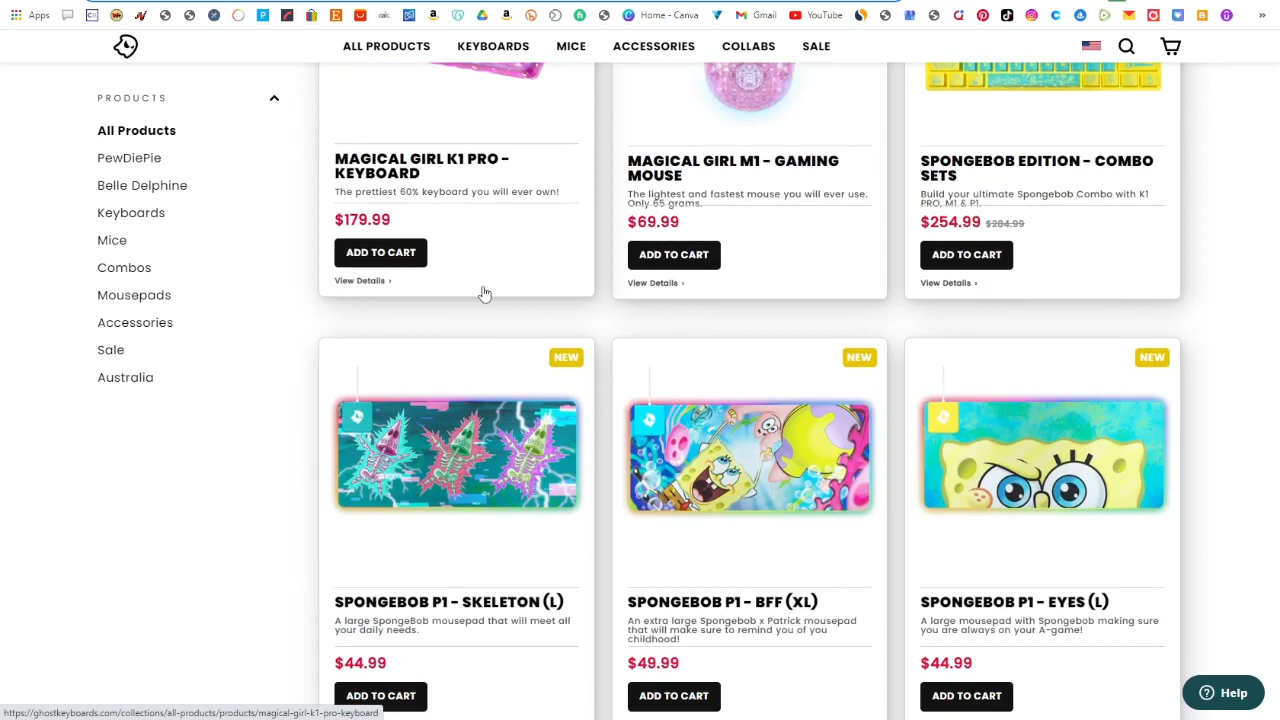 Apps
calc.
Home - Canva
Gmail
YouTube
»
ALL PRODUCTS KEYBOARDS MICE ACCESSORIES COLLABS SALE
PRODUCTS
All Products
PewDiePie
Belle Delphine
Keyboards
Mice
Combos
Mousepads
Accessories
Sale
Australia
MAGICAL GIRL K1 PRO -
KEYBOARD
The prettiest 60% keyboard you will ever own!
$179.99
ADD TO CART
View Details ›
MAGICAL GIRL M1 - GAMING
MOUSE
The lightest and fastest mouse you will ever use.
Only 65 grams.
$69.99
ADD TO CART
View Details ›
SPONGEBOB EDITION - COMBO
SETS
Build your ultimate Spongebob Combo with K1
PRO, M1 & P1.
$254.99 $284.99
ADD TO CART
View Details ›
NEW
SPONGEBOB P1 - SKELETON (L)
A large SpongeBob mousepad that will meet all
your daily needs.
$44.99
ADD TO CART
NEW
SPONGEBOB P1 - BFF (XL)
An extra large Spongebob x Patrick mousepad
that will make sure to remind you of you
childhood!
$49.99
ADD TO CART
NEW
SPONGEBOB P1 - EYES (L)
A large mousepad with Spongebob making sure
you are always on your A-game!
$44.99
ADD TO CART
Help
https://ghostkeyboards.com/collections/all-products/products/magical-girl-k1-pro-keyboard